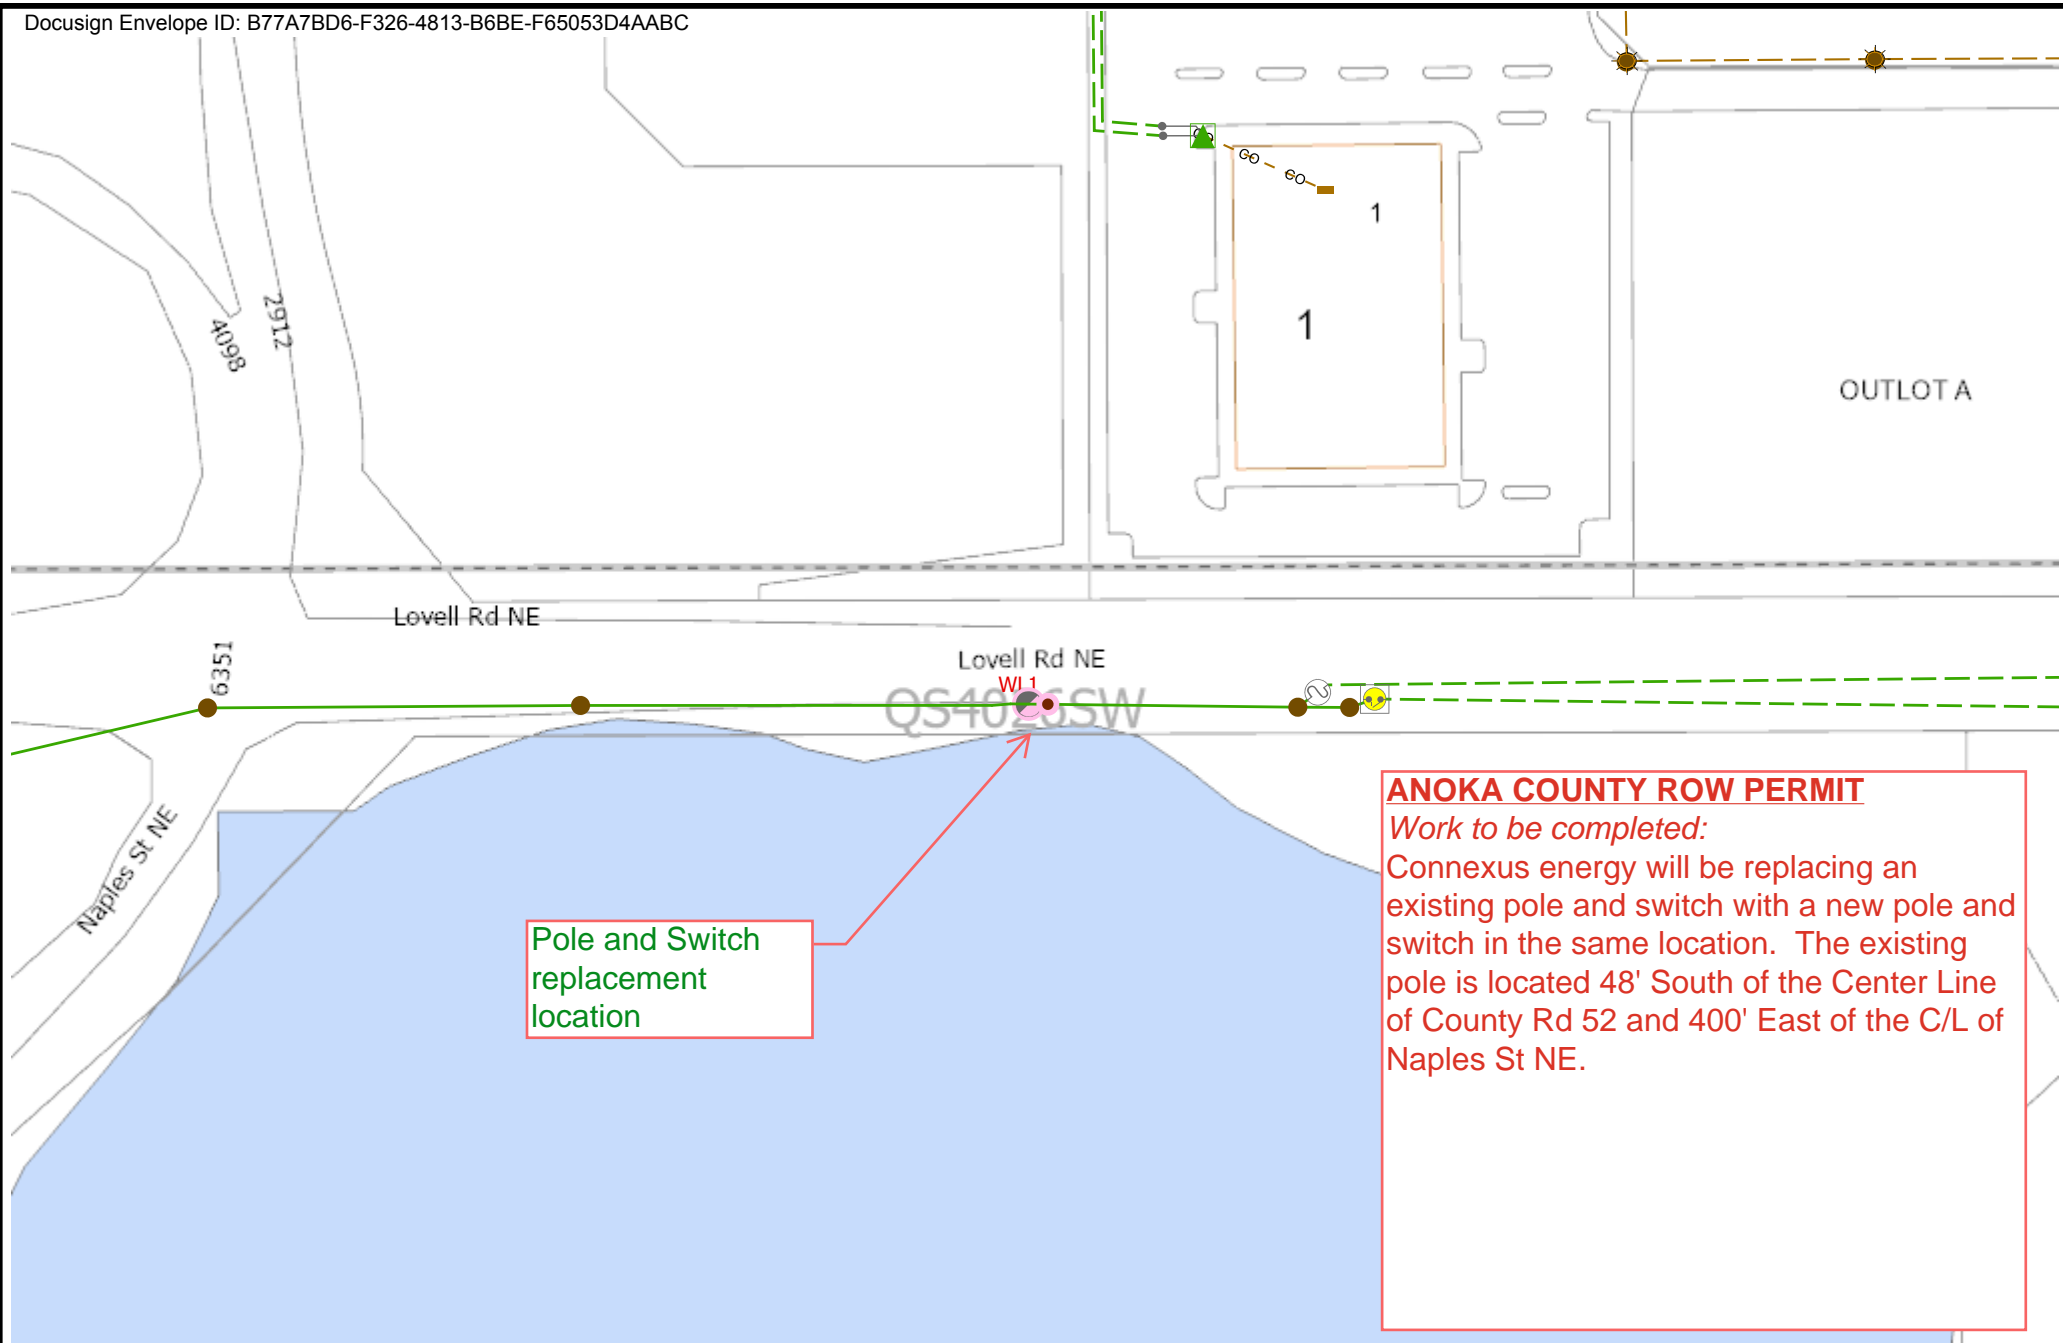 Docusign Envelope ID: B77A7BD6-F326-4813-B6BE-F65053D4AABC
CO
CO
1
1
2912
4098
OUTLOT A
Lovell Rd NE
6351
Lovell Rd NE
WL1
QS4026SW
Naples St NE
Pole and Switch
replacement
location
ANOKA COUNTY ROW PERMIT
Work to be completed:
Connexus energy will be replacing an
existing pole and switch with a new pole and
switch in the same location.  The existing
pole is located 48' South of the Center Line
of County Rd 52 and 400' East of the C/L of
Naples St NE.